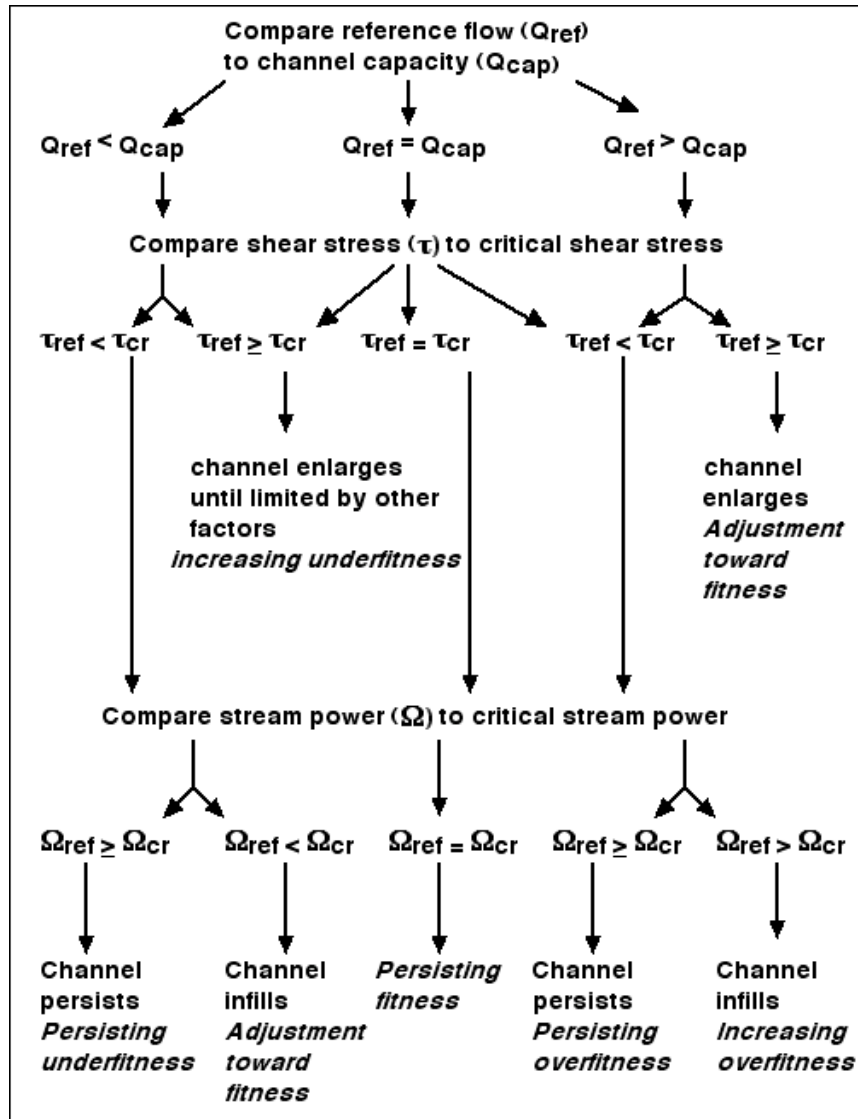 Compare reference flow (Qref)
to channel capacity (Qcap)
Qref < Qcap
Qref = Qcap
Qref > Qcap
Compare shear stress (τ) to critical shear stress
τref < τcr
τref ≥ τcr
τref = τcr
τref < τcr
τref ≥ τcr
channel enlarges
until limited by other
factors
increasing underfitness
channel
enlarges
Adjustment
toward
fitness
Compare stream power (Ω) to critical stream power
Ωref ≥ Ωcr
Ωref < Ωcr
Ωref = Ωcr
Ωref ≥ Ωcr
Ωref > Ωcr
Channel
persists
Persisting
underfitness
Channel
infills
Adjustment
toward
fitness
Persisting
fitness
Channel
persists
Persisting
overfitness
Channel
infills
Increasing
overfitness